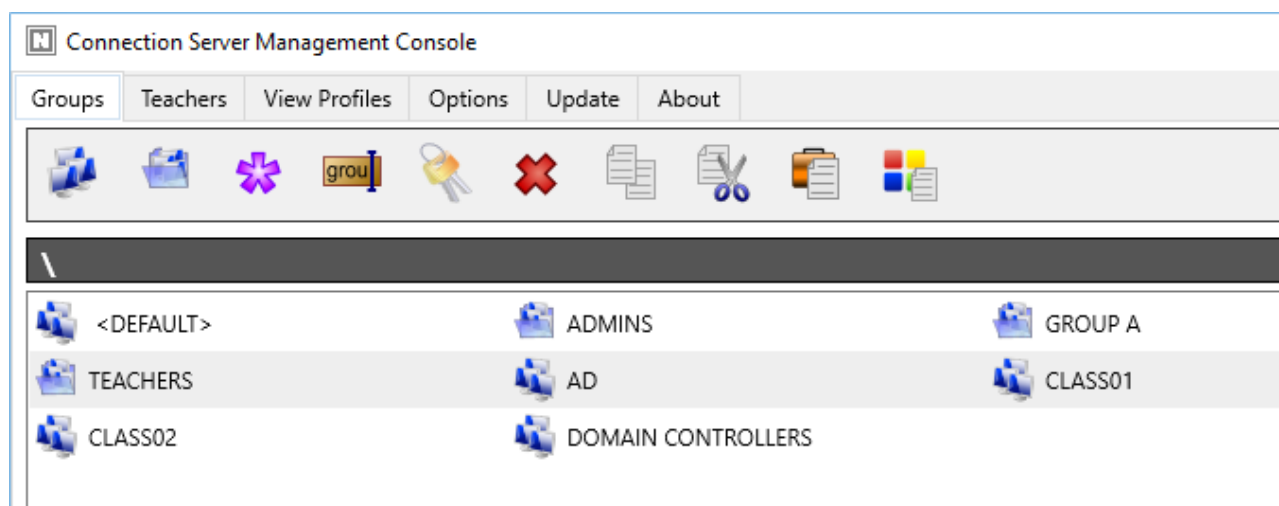 Connection Server Management Console
Groups Teachers View Profiles Options Update About
grou
\
<DEFAULT> ADMINS GROUP A
TEACHERS AD CLASS01
CLASS02 DOMAIN CONTROLLERS